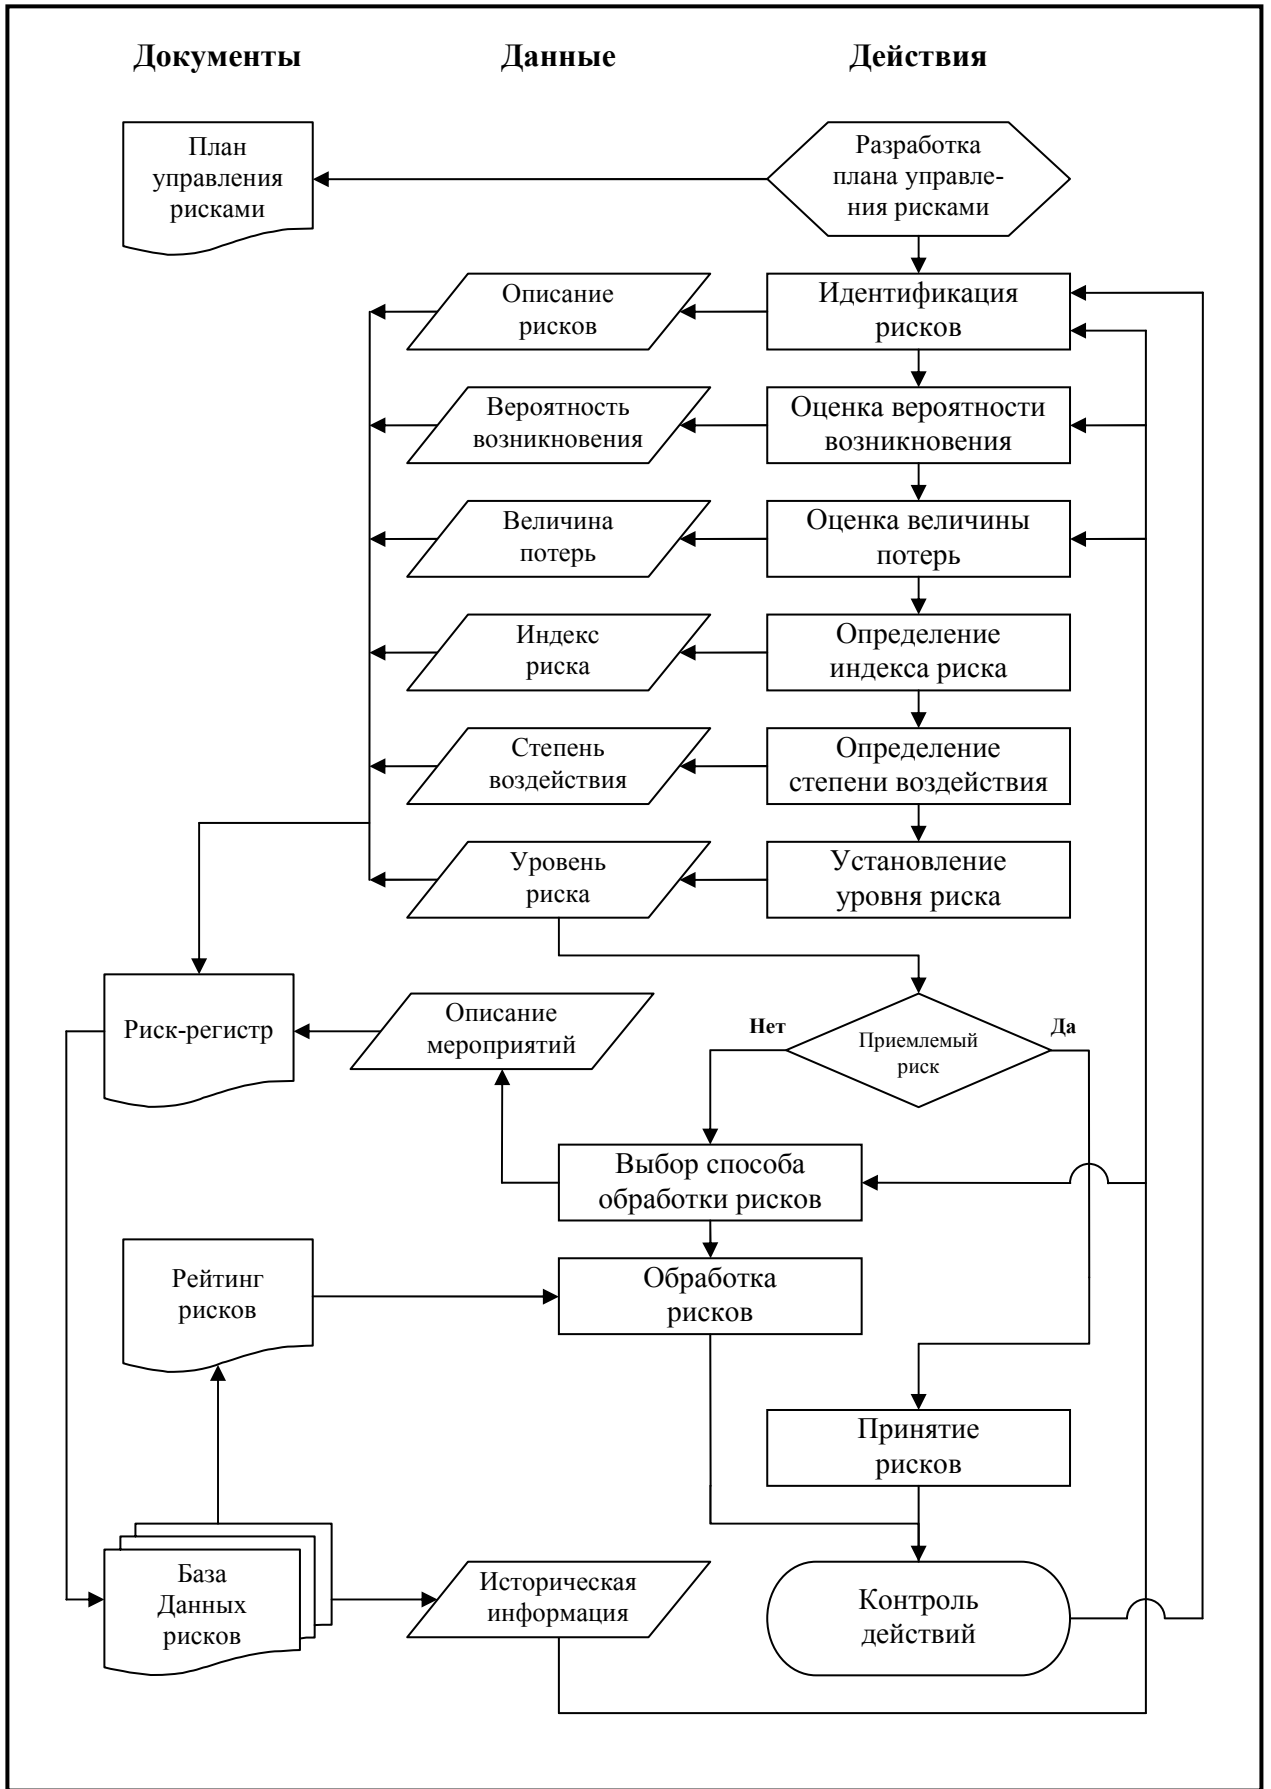 Документы
Данные
Действия
План
управления
рисками
Разработка
плана управле-
ния рисками
Описание
рисков
Идентификация
рисков
Вероятность
возникновения
Оценка вероятности
возникновения
Величина
потерь
Оценка величины
потерь
Индекс
риска
Определение
индекса риска
Степень
воздействия
Определение
степени воздействия
Уровень
риска
Установление
уровня риска
Риск-регистр
Описание
мероприятий
Нет
Приемлемый
риск
Да
Выбор способа
обработки рисков
Рейтинг
рисков
Обработка
рисков
Принятие
рисков
База
Данных
рисков
Историческая
информация
Контроль
действий